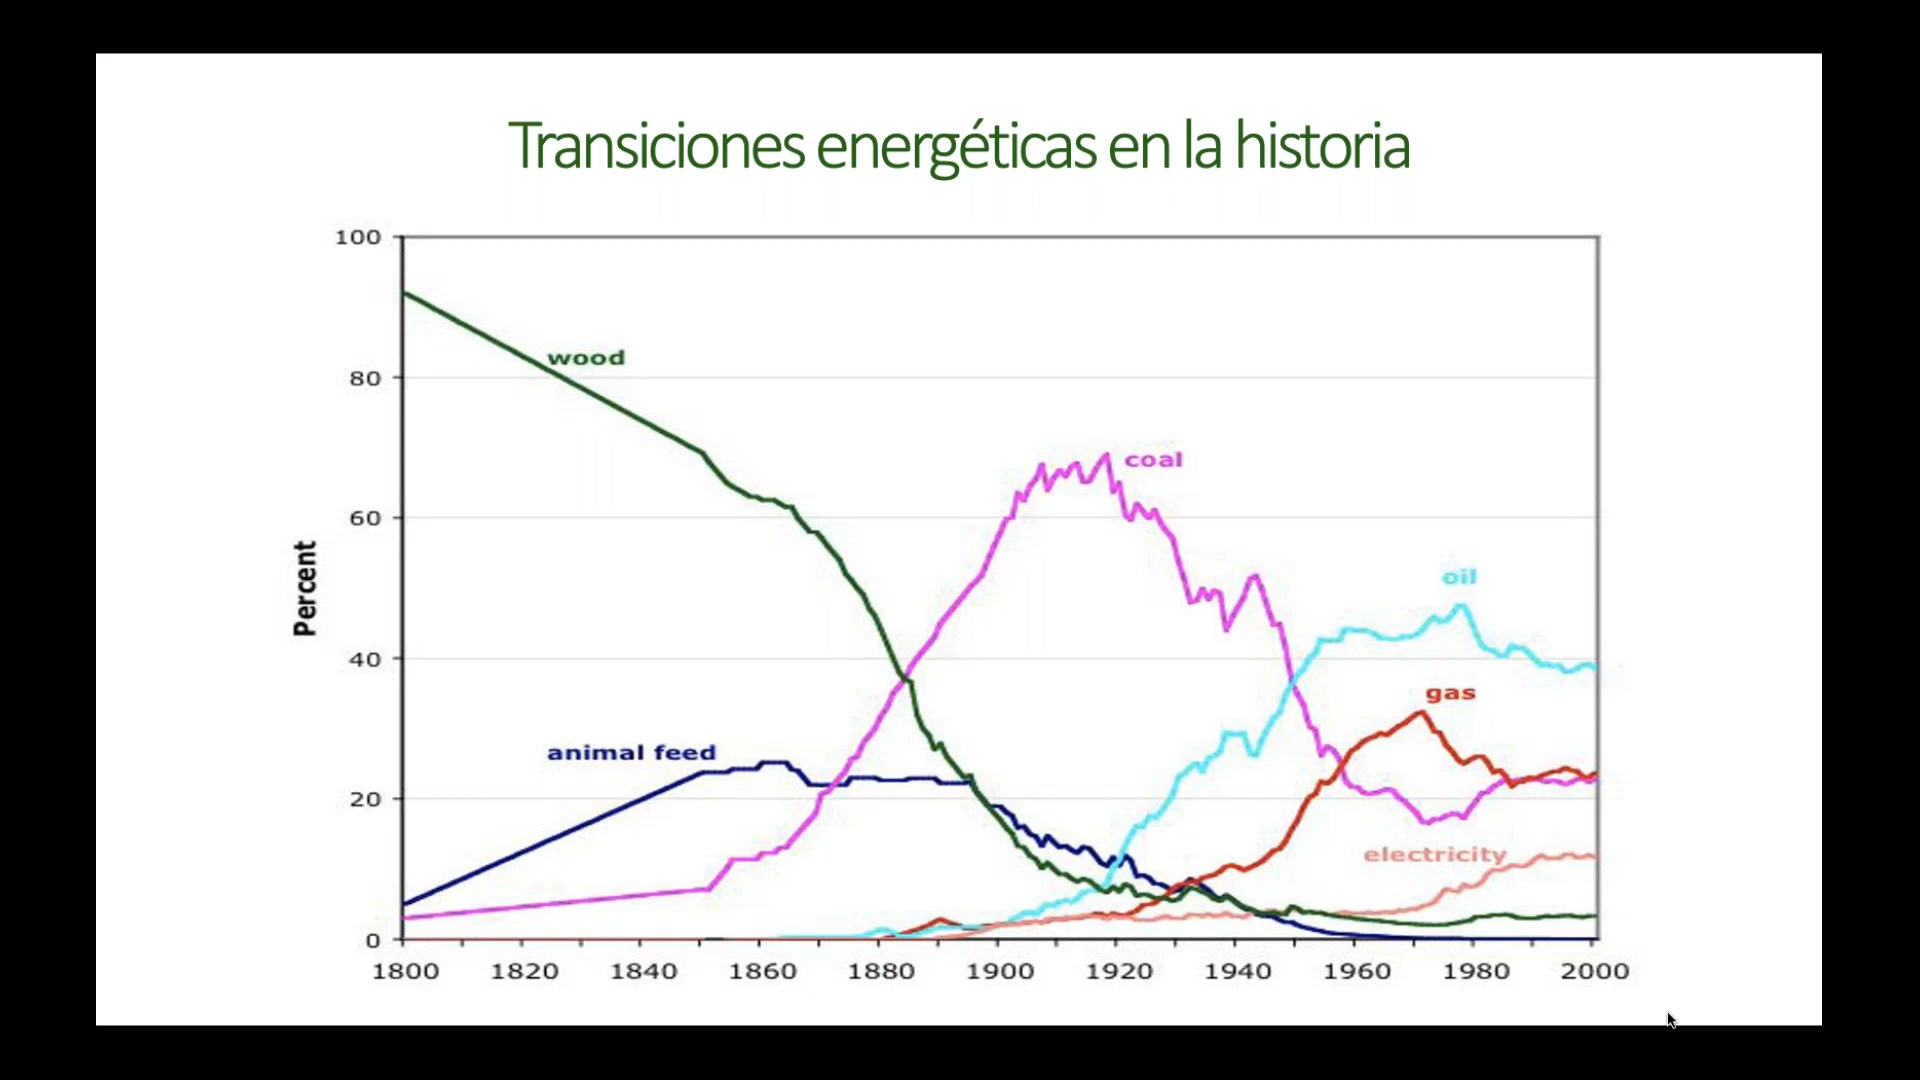 Transiciones energéticas en la historia
100
wood
80
coal
60
oil
Percent
40
gas
animal feed
20
electricity
0
1800 1820 1840 1860 1880 1900 1920 1940 1960 1980 2000